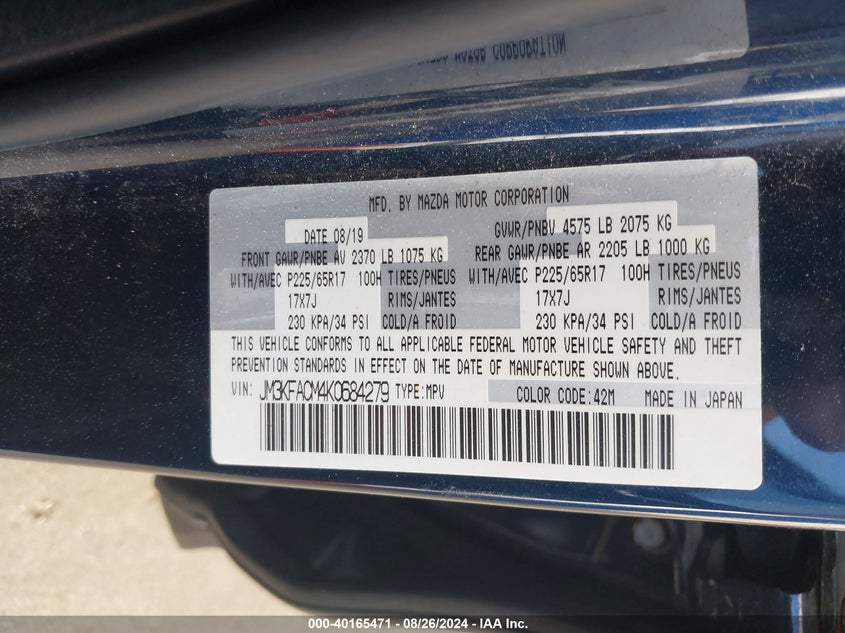 MFD. BY MAZDA MOTOR CORPORATION
DATE 08/19 GVWR/PNBV 4575 LB 2075 KG
FRONT GAWR/PNBE AV 2370 LB 1075 KG REAR GAWR/PNBE AR 2205 LB 1000 KG
WITH/AVEC P225/65R17 100H TIRES/PNEUS WITH/AVEC P225/65R17 100H TIRES/PNEUS
17X7J RIMS/JANTES 17X7J RIMS/JANTES
230 KPA/34 PSI COLD/A FROID 230 KPA/34 PSI COLD/A FROID
THIS VEHICLE CONFORMS TO ALL APPLICABLE FEDERAL MOTOR VEHICLE SAFETY AND THEFT
PREVENTION STANDARDS IN EFFECT ON THE DATE OF MANUFACTURE SHOWN ABOVE.
VIN: JM3KFACM4K0684279 TYPE:MPV COLOR CODE:42M MADE IN JAPAN
000-40165471 - 08/26/2024 - IAA Inc.